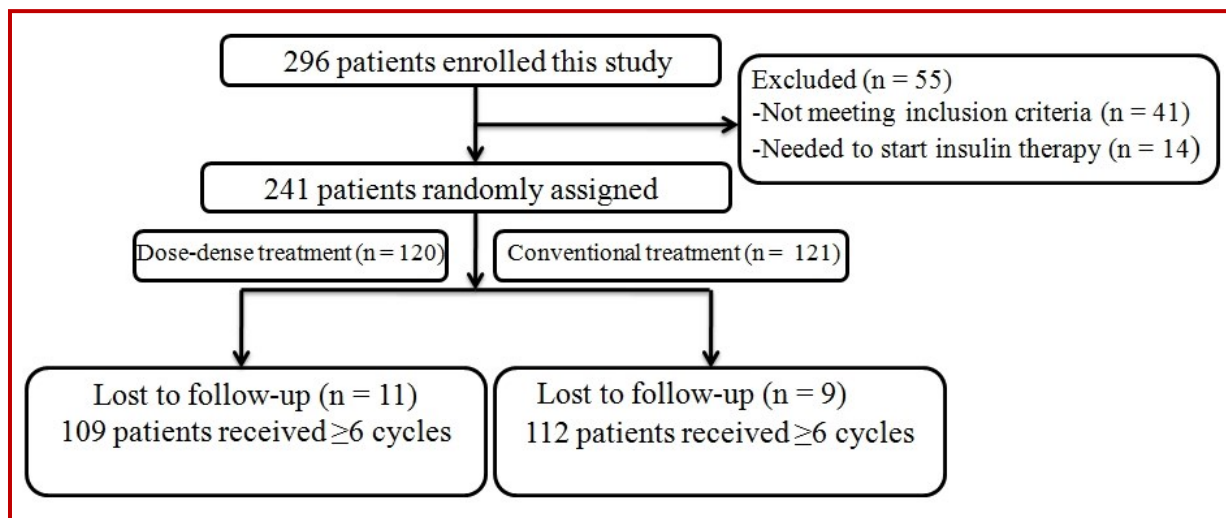 296 patients enrolled this study
Excluded (n = 55)
-Not meeting inclusion criteria (n = 41)
-Needed to start insulin therapy (n = 14)
241 patients randomly assigned
Dose-dense treatment (n = 120)
Conventional treatment (n = 121)
Lost to follow-up (n = 11)
109 patients received ≥6 cycles
Lost to follow-up (n = 9)
112 patients received ≥6 cycles